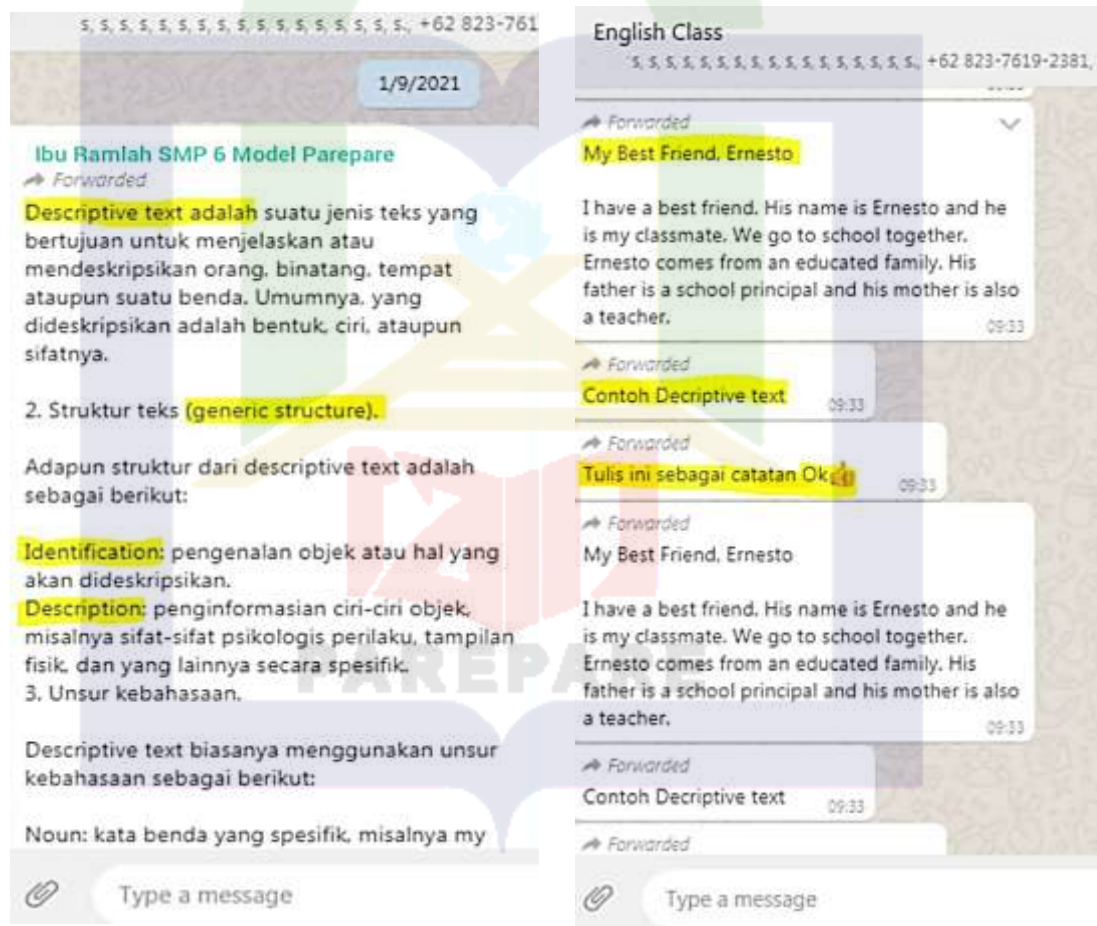 s, s, s, s, s, s, s, s, s, s, s, s, s, s, s, s, s., +62 823-761
1/9/2021
Ibu Ramlah SMP 6 Model Parepare
Forwarded
Descriptive text adalah suatu jenis teks yang
bertujuan untuk menjelaskan atau
mendeskripsikan orang, binatang, tempat
ataupun suatu benda. Umumnya, yang
dideskripsikan adalah bentuk, ciri, ataupun
sifatnya.
2. Struktur teks (generic structure).
Adapun struktur dari descriptive text adalah
sebagai berikut:
Identification: pengenalan objek atau hal yang
akan dideskripsikan.
Description: penginformasian ciri-ciri objek,
misalnya sifat-sifat psikologis perilaku, tampilan
fisik, dan yang lainnya secara spesifik.
3. Unsur kebahasaan.
Descriptive text biasanya menggunakan unsur
kebahasaan sebagai berikut:
Noun: kata benda yang spesifik, misalnya my
Type a message
English Class
s, s, s, s, s, s, s, s, s, s, s, s, s, s, s, s, s., +62 823-7619-2381,
Forwarded
My Best Friend, Ernesto
I have a best friend. His name is Ernesto and he
is my classmate. We go to school together.
Ernesto comes from an educated family. His
father is a school principal and his mother is also
a teacher.
09:33
Forwarded
Contoh Decriptive text
09:33
Forwarded
Tulis ini sebagai catatan Ok👍
09:33
Forwarded
My Best Friend, Ernesto
I have a best friend. His name is Ernesto and he
is my classmate. We go to school together.
Ernesto comes from an educated family. His
father is a school principal and his mother is also
a teacher.
09:33
Forwarded
Contoh Decriptive text
09:33
Forwarded
Type a message
PAREPARE